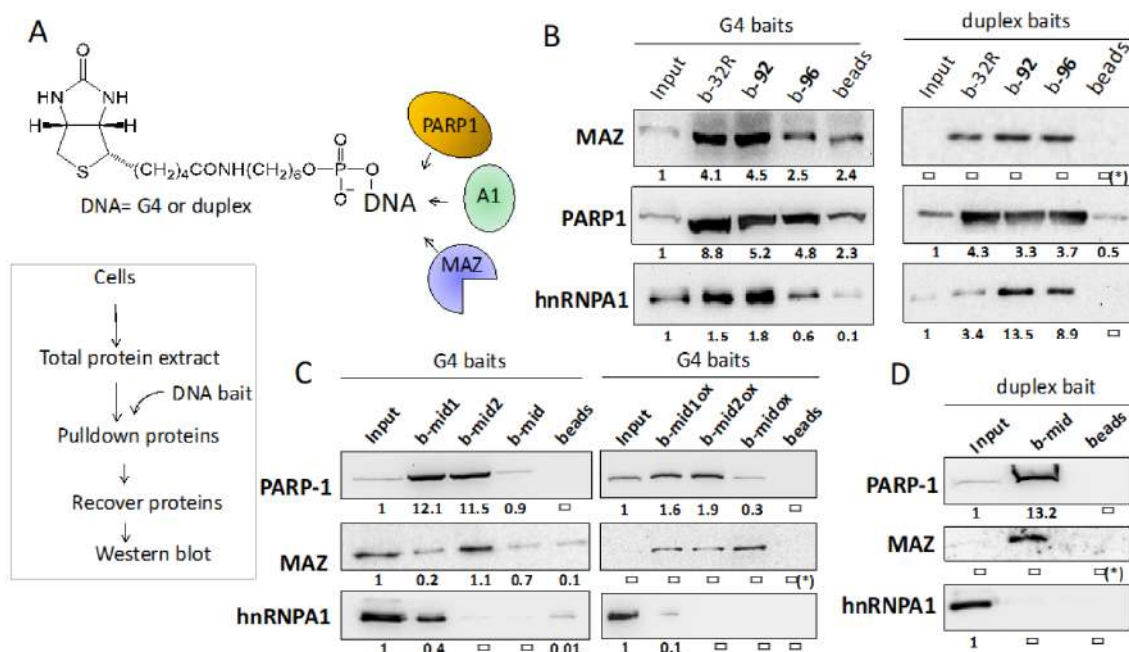 A
O
HN
NH
H
H
S
(CH₂)₄CONH(CH₂)₆O
P
O
O
O⁻
DNA
DNA= G4 or duplex
PARP1
A1
MAZ
Cells
Total protein extract
DNA bait
Pulldown proteins
Recover proteins
Western blot
B
G4 baits
duplex baits
Input b-32R b-92 b-96 beads
Input b-32R b-92 b-96 beads
MAZ
1 4.1 4.5 2.5 2.4
▭ ▭ ▭ ▭ ▭(*)
PARP1
1 8.8 5.2 4.8 2.3
1 4.3 3.3 3.7 0.5
hnRNPA1
1 1.5 1.8 0.6 0.1
1 3.4 13.5 8.9 ▭
C
G4 baits
G4 baits
Input b-mid1 b-mid2 b-mid beads
Input b-mid1ox b-mid2ox b-midox beads
PARP-1
1 12.1 11.5 0.9 ▭
1 1.6 1.9 0.3 ▭
MAZ
1 0.2 1.1 0.7 0.1
▭ ▭ ▭ ▭ ▭(*)
hnRNPA1
1 0.4 ▭ ▭ 0.01
1 0.1 ▭ ▭ ▭
D
duplex bait
Input b-mid beads
PARP-1
1 13.2 ▭
MAZ
▭ ▭ ▭(*)
hnRNPA1
1 ▭ ▭